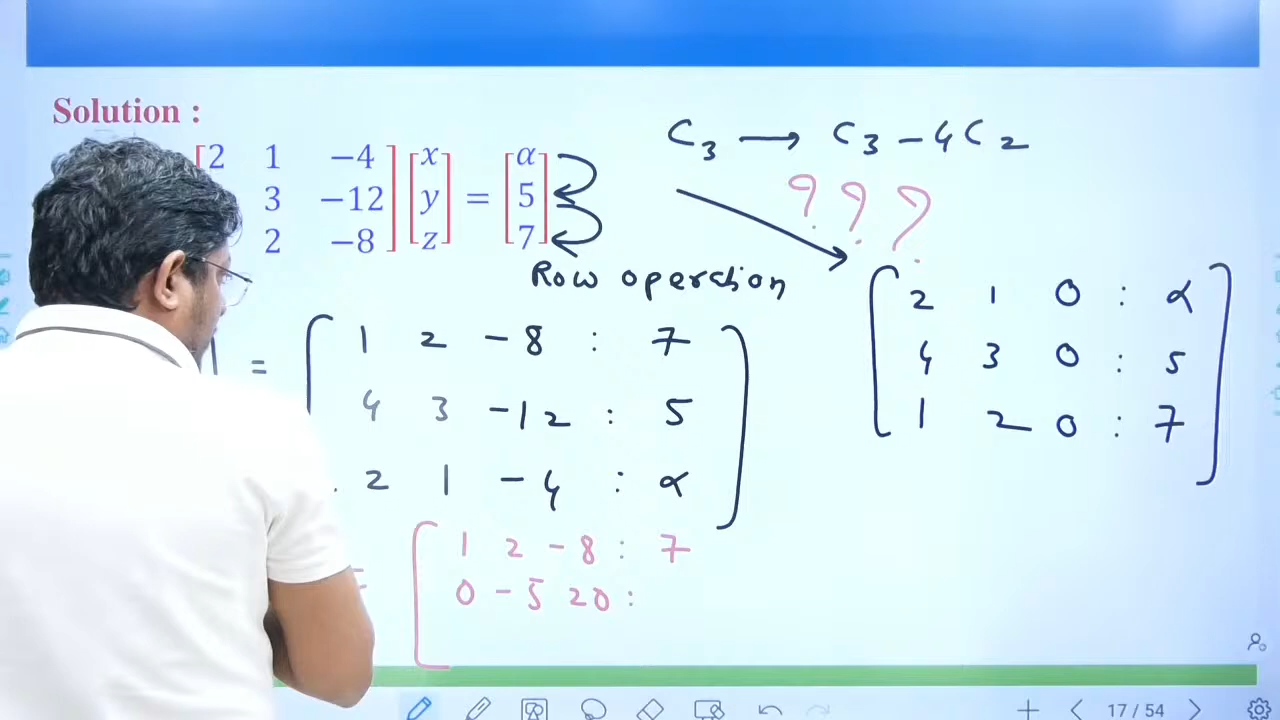 Solution :
C₃ → C₃ – 4C₂
[2 1 −4] [x] [α]
3 −12 y = 5
2 −8 z 7
? ? ?
Row operation
2 1 0 : α
4 3 0 : 5
1 2 0 : 7
= 1 2 −8 : 7
4 3 −12 : 5
2 1 −4 : α
= 1 2 −8 : 7
0 −5 20 :
17 / 54